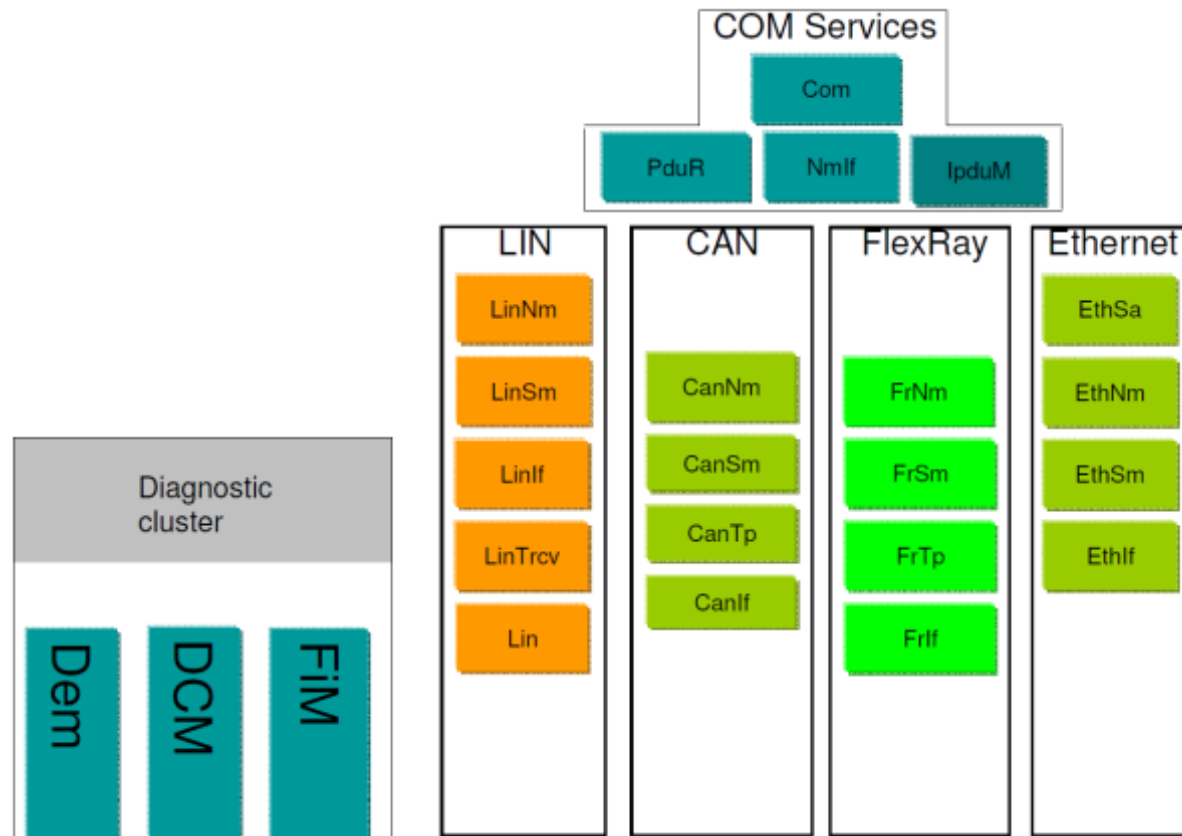 COM Services
Com
PduR
NmIf
IpduM
LIN
LinNm
LinSm
LinIf
LinTrcv
Lin
CAN
CanNm
CanSm
CanTp
CanIf
FlexRay
FrNm
FrSm
FrTp
FrIf
Ethernet
EthSa
EthNm
EthSm
EthIf
Diagnostic
cluster
Dem
DCM
FiM